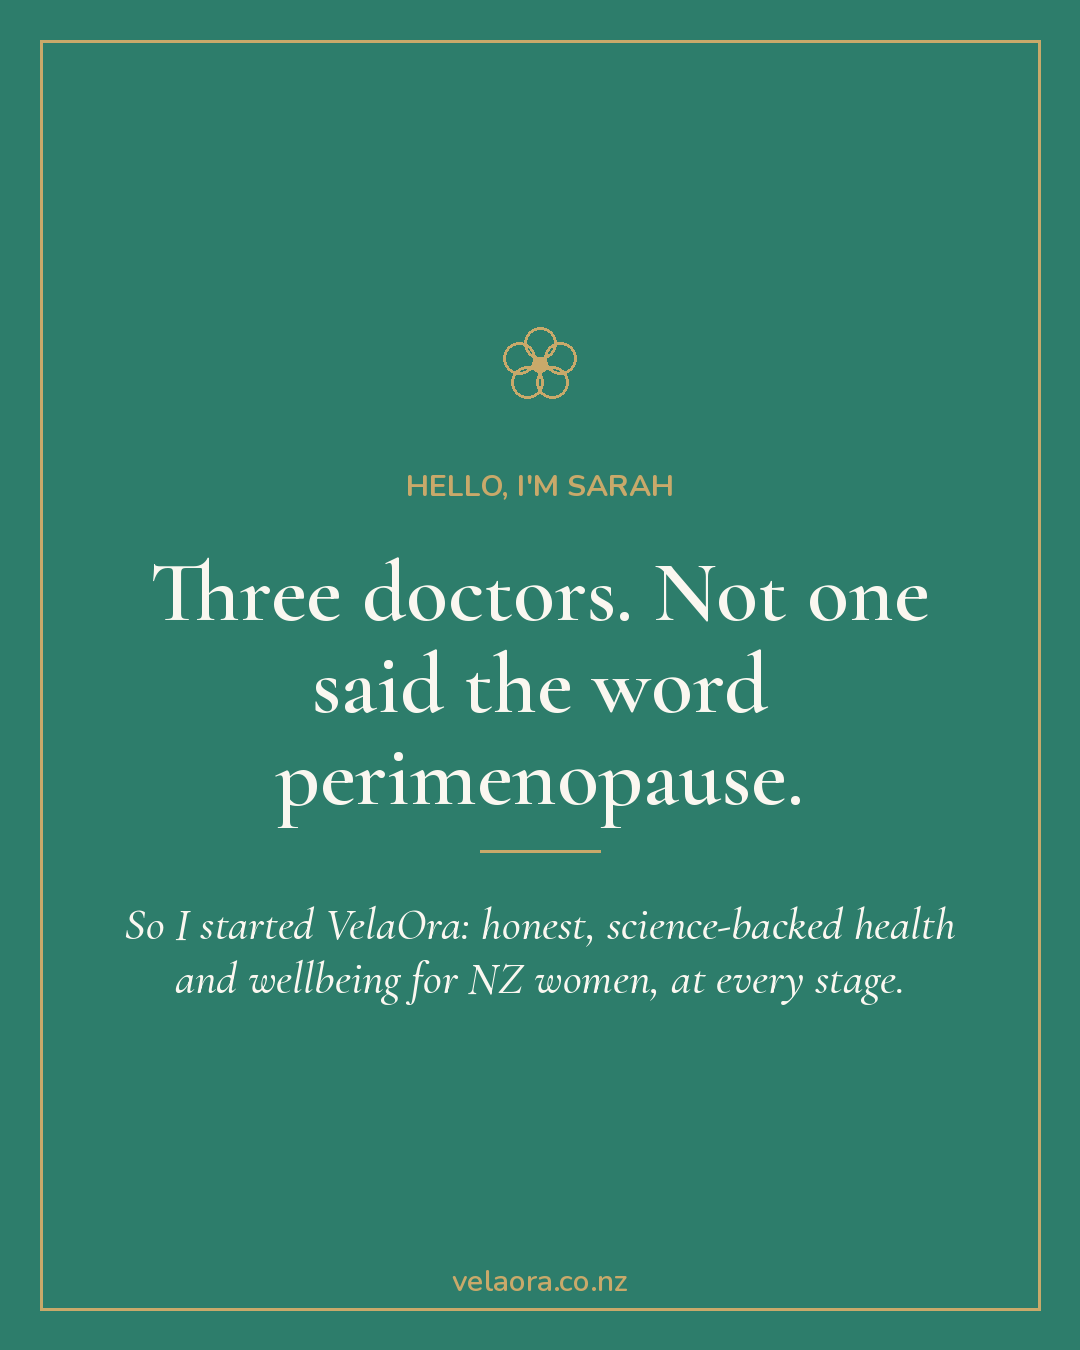 HELLO, I'M SARAH
Three doctors. Not one
said the word
perimenopause.
So I started VelaOra: honest, science-backed health
and wellbeing for NZ women, at every stage.
velaora.co.nz